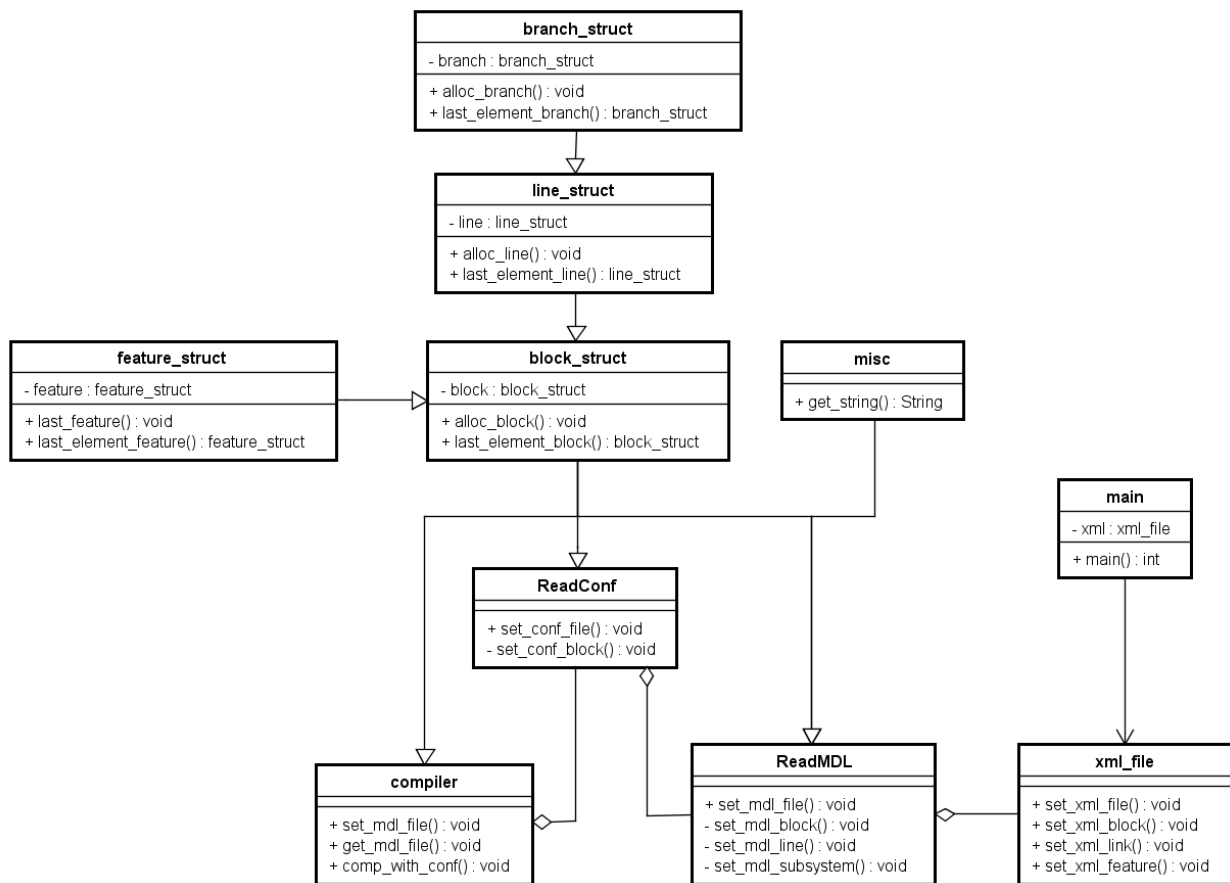 branch_struct
- branch : branch_struct
+ alloc_branch() : void
+ last_element_branch() : branch_struct
line_struct
- line : line_struct
+ alloc_line() : void
+ last_element_line() : line_struct
feature_struct
- feature : feature_struct
+ last_feature() : void
+ last_element_feature() : feature_struct
block_struct
- block : block_struct
+ alloc_block() : void
+ last_element_block() : block_struct
misc
+ get_string() : String
main
- xml : xml_file
+ main() : int
ReadConf
+ set_conf_file() : void
- set_conf_block() : void
compiler
+ set_mdl_file() : void
+ get_mdl_file() : void
+ comp_with_conf() : void
ReadMDL
+ set_mdl_file() : void
- set_mdl_block() : void
- set_mdl_line() : void
- set_mdl_subsystem() : void
xml_file
+ set_xml_file() : void
+ set_xml_block() : void
+ set_xml_link() : void
+ set_xml_feature() : void